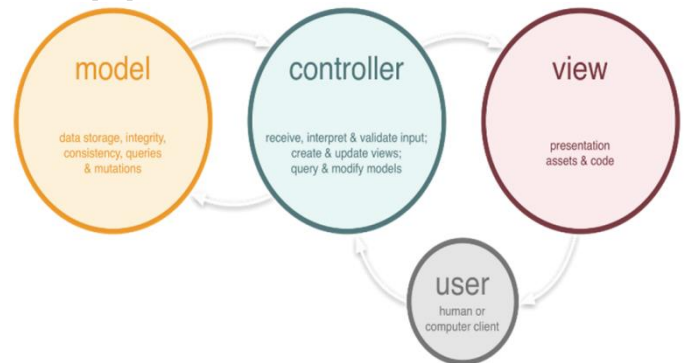 model
data storage, integrity,
consistency, queries
& mutations
controller
receive, interpret & validate input;
create & update views;
query & modify models
view
presentation
assets & code
user
human or
computer client